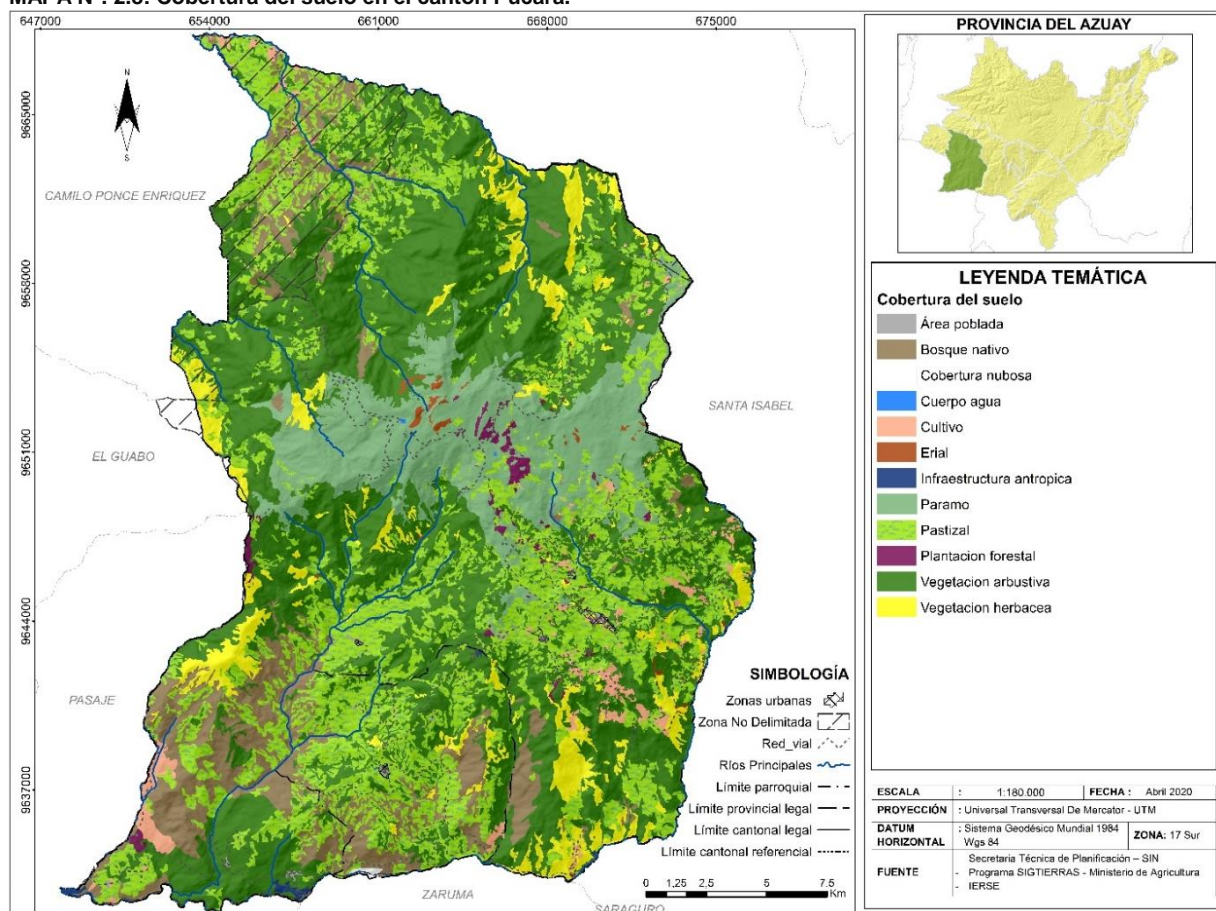 MAPA N°. 2.8: Cobertura del suelo en el cantón Pucará.
647000 654000 661000 668000 675000
9665000
9658000
9651000
9644000
9637000
N
S
CAMILO PONCE ENRIQUEZ
EL GUABO
SANTA ISABEL
PASAJE
ZARUMA
SARAGURO
SIMBOLOGÍA
Zonas urbanas
Zona No Delimitada
Red_vial
Ríos Principales
Límite parroquial
Límite provincial legal
Límite cantonal legal
Límite cantonal referencial
0 1,25 2,5 5 7,5
Km
PROVINCIA DEL AZUAY
LEYENDA TEMÁTICA
Cobertura del suelo
Área poblada
Bosque nativo
Cobertura nubosa
Cuerpo agua
Cultivo
Erial
Infraestructura antropica
Paramo
Pastizal
Plantacion forestal
Vegetacion arbustiva
Vegetacion herbacea
ESCALA : 1:180.000 FECHA : Abril 2020
PROYECCIÓN : Universal Transversal De Mercator - UTM
DATUM HORIZONTAL : Sistema Geodésico Mundial 1984 Wgs 84 ZONA: 17 Sur
FUENTE
Secretaria Técnica de Planificación – SIN
- Programa SIGTIERRAS - Ministerio de Agricultura
- IERSE